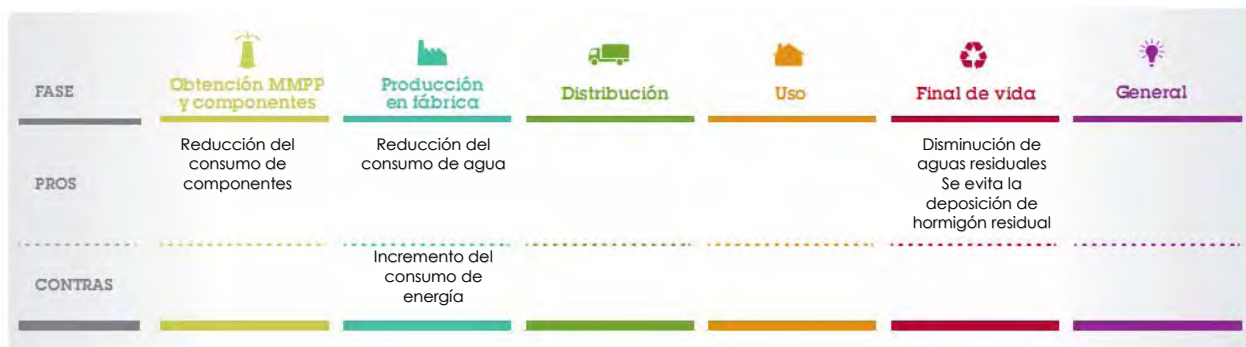 FASE
Obtención MMPP
y componentes
Producción
en fábrica
Distribución
Uso
Final de vida
General
PROS
Reducción del
consumo de
componentes
Reducción del
consumo de agua
Disminución de
aguas residuales
Se evita la
deposición de
hormigón residual
CONTRAS
Incremento del
consumo de
energía